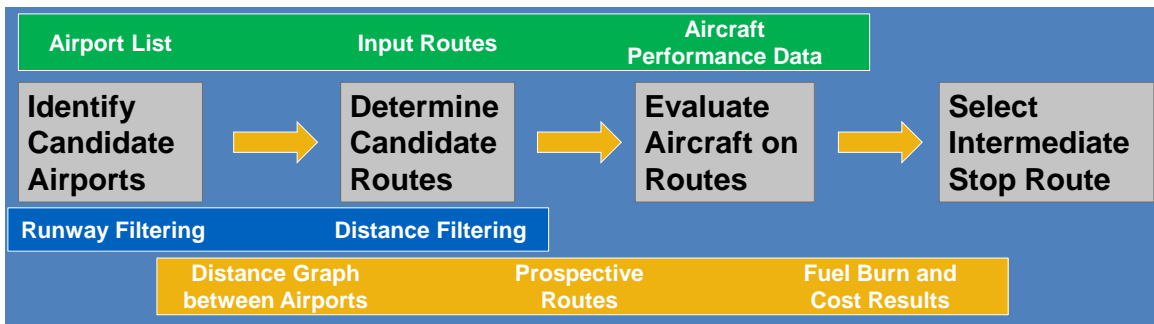 Airport List
Input Routes
Aircraft
Performance Data
Identify
Candidate
Airports
Determine
Candidate
Routes
Evaluate
Aircraft on
Routes
Select
Intermediate
Stop Route
Runway Filtering
Distance Filtering
Distance Graph
between Airports
Prospective
Routes
Fuel Burn and
Cost Results